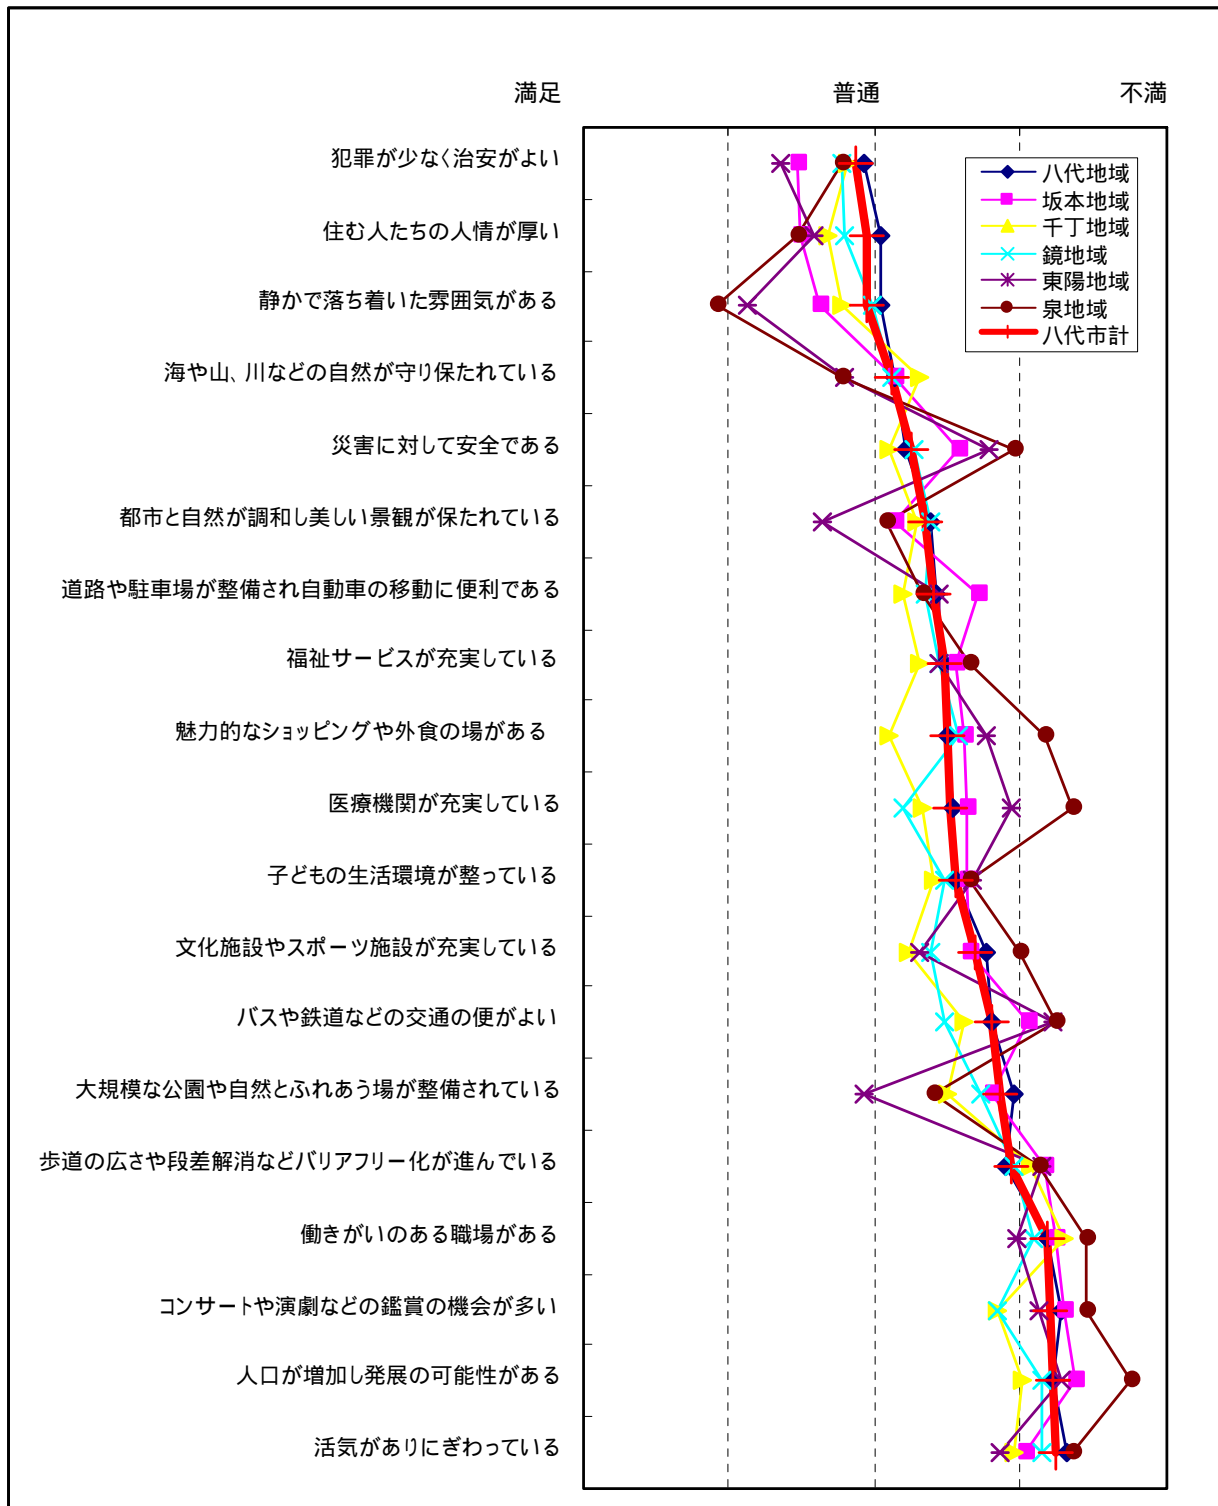 満足 普通 不満
犯罪が少なく治安がよい
住む人たちの人情が厚い
静かで落ち着いた雰囲気がある
海や山、川などの自然が守り保たれている
災害に対して安全である
都市と自然が調和し美しい景観が保たれている
道路や駐車場が整備され自動車の移動に便利である
福祉サービスが充実している
魅力的なショッピングや外食の場がある
医療機関が充実している
子どもの生活環境が整っている
文化施設やスポーツ施設が充実している
バスや鉄道などの交通の便がよい
大規模な公園や自然とふれあう場が整備されている
歩道の広さや段差解消などバリアフリー化が進んでいる
働きがいのある職場がある
コンサートや演劇などの鑑賞の機会が多い
人口が増加し発展の可能性がある
活気がありにぎわっている
八代地域
坂本地域
千丁地域
鏡地域
東陽地域
泉地域
八代市計